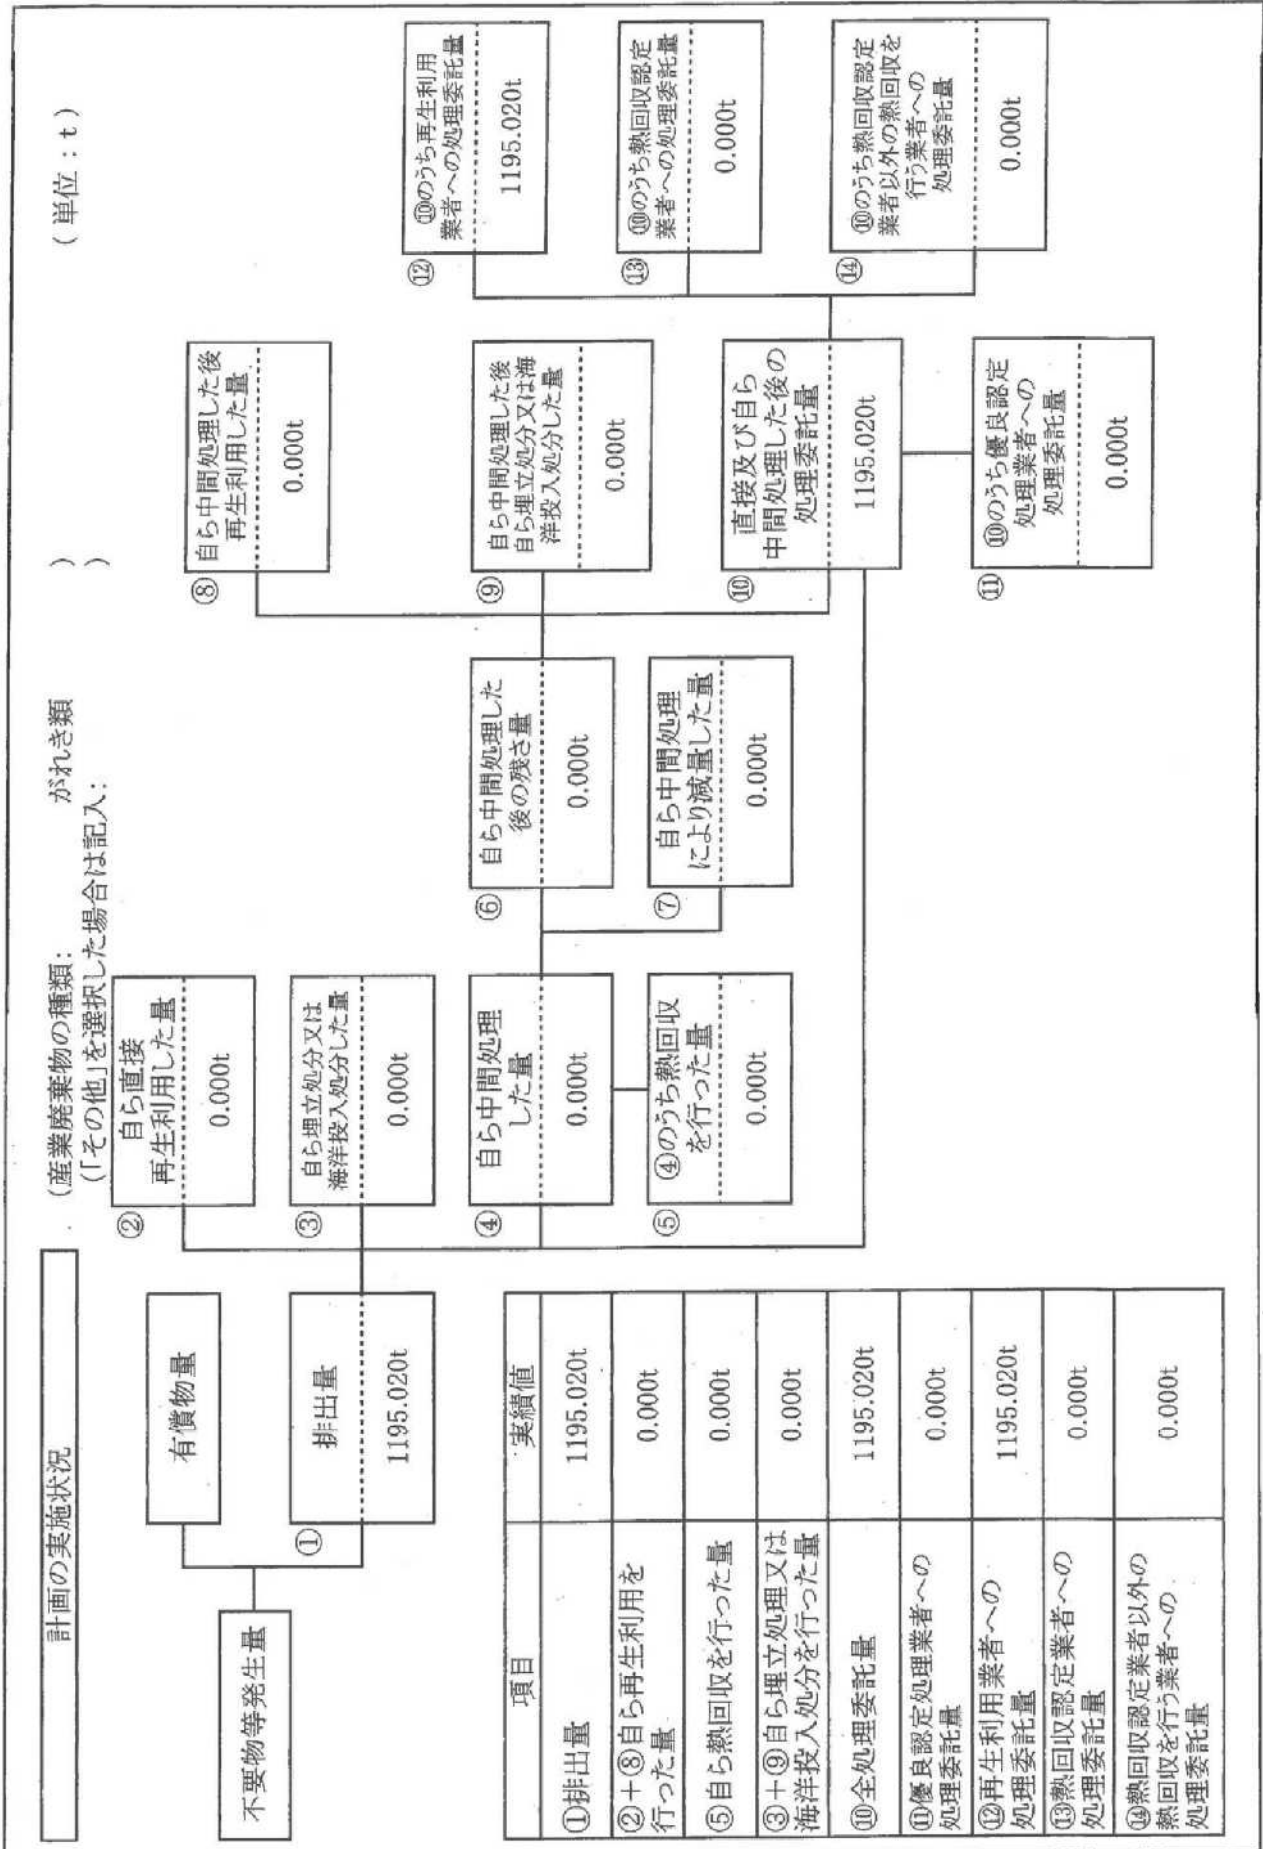 計画の実施状況
(産業廃棄物の種類： がれき類 )
(「その他」を選択した場合は記入： )
(単位：t)
不要物等発生量
有償物量
①
排出量
1195.020t
②
自ら直接
再生利用した量
0.000t
③
自ら埋立処分又は
海洋投入処分した量
0.000t
④
自ら中間処理
した量
0.000t
⑤
④のうち熱回収
を行った量
0.000t
⑥
自ら中間処理した
後の残さ量
0.000t
⑦
自ら中間処理
により減量した量
0.000t
⑧
自ら中間処理した後
再生利用した量
0.000t
⑨
自ら中間処理した後
自ら埋立処分又は海
洋投入処分した量
0.000t
⑩
直接及び自ら
中間処理した後の
処理委託量
1195.020t
⑪
⑩のうち優良認定
処理業者への
処理委託量
0.000t
⑫
⑩のうち再生利用
業者への処理委託量
1195.020t
⑬
⑩のうち熱回収認定
業者への処理委託量
0.000t
⑭
⑩のうち熱回収認定
業者以外の熱回収を
行う業者への
処理委託量
0.000t
項目 実績値
①排出量 1195.020t
②＋⑧自ら再生利用を
行った量 0.000t
⑤自ら熱回収を行った量 0.000t
③＋⑨自ら埋立処理又は
海洋投入処分を行った量 0.000t
⑩全処理委託量 1195.020t
⑪優良認定処理業者への
処理委託量 0.000t
⑫再生利用業者への
処理委託量 1195.020t
⑬熱回収認定業者への
処理委託量 0.000t
⑭熱回収認定業者以外の
熱回収を行う業者への
処理委託量 0.000t